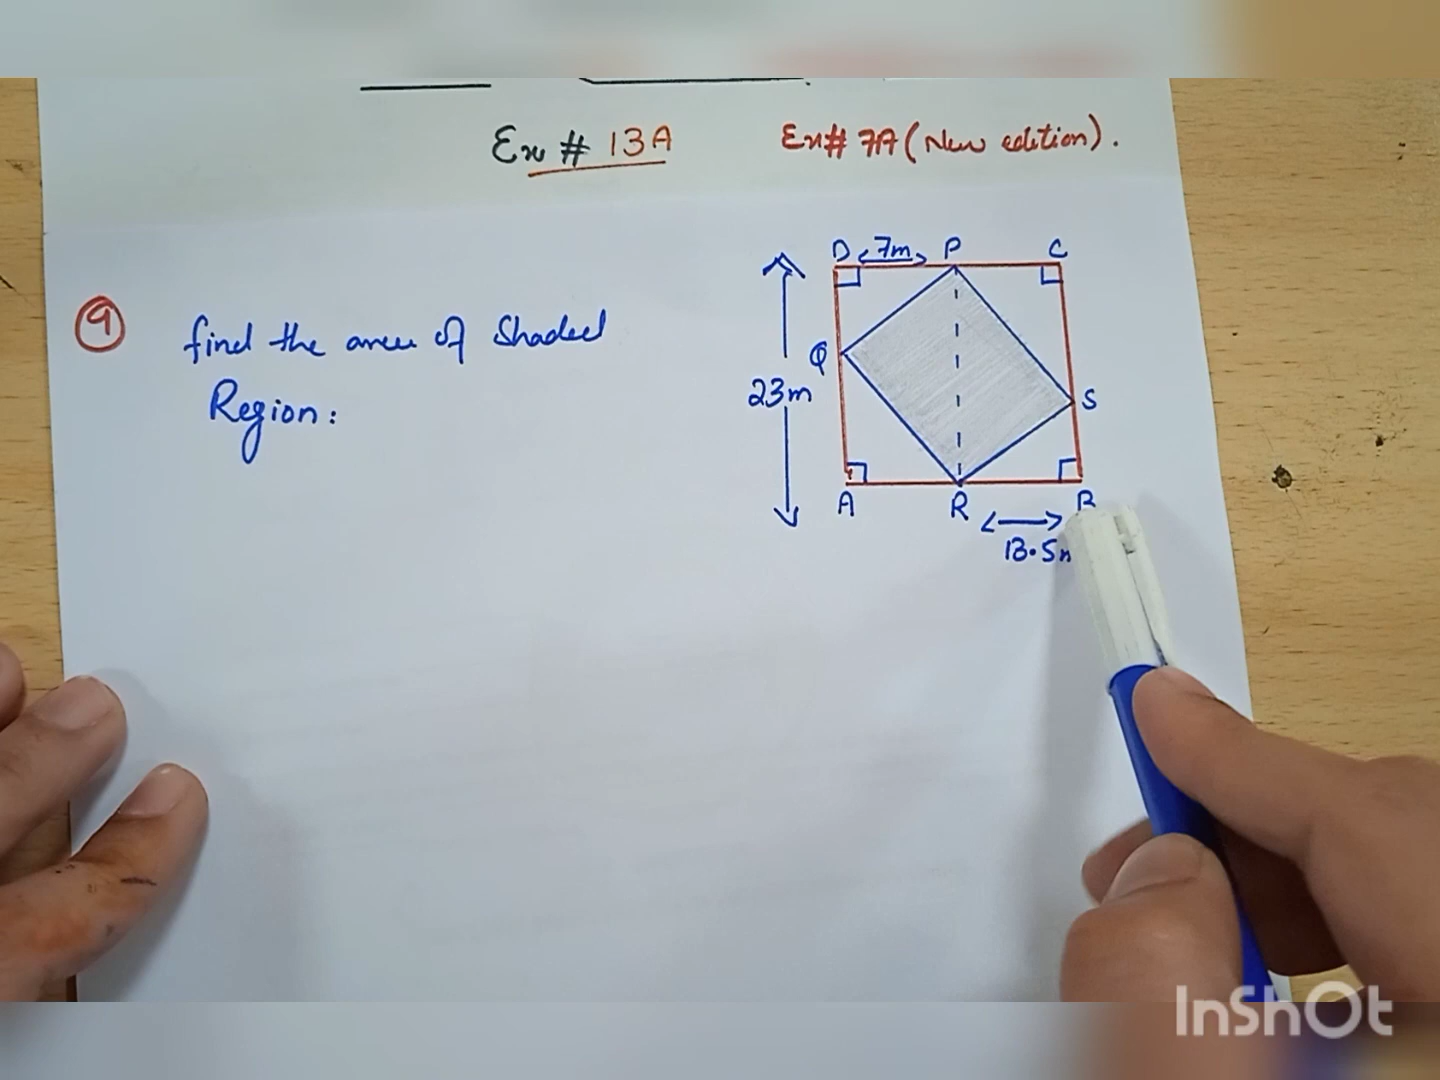 Ex # 13A
Ex# 7A (New edition).
9
find the area of Shaded
Region:
D 7m P C
Q
23m
S
A R B
13.5m
InShOt